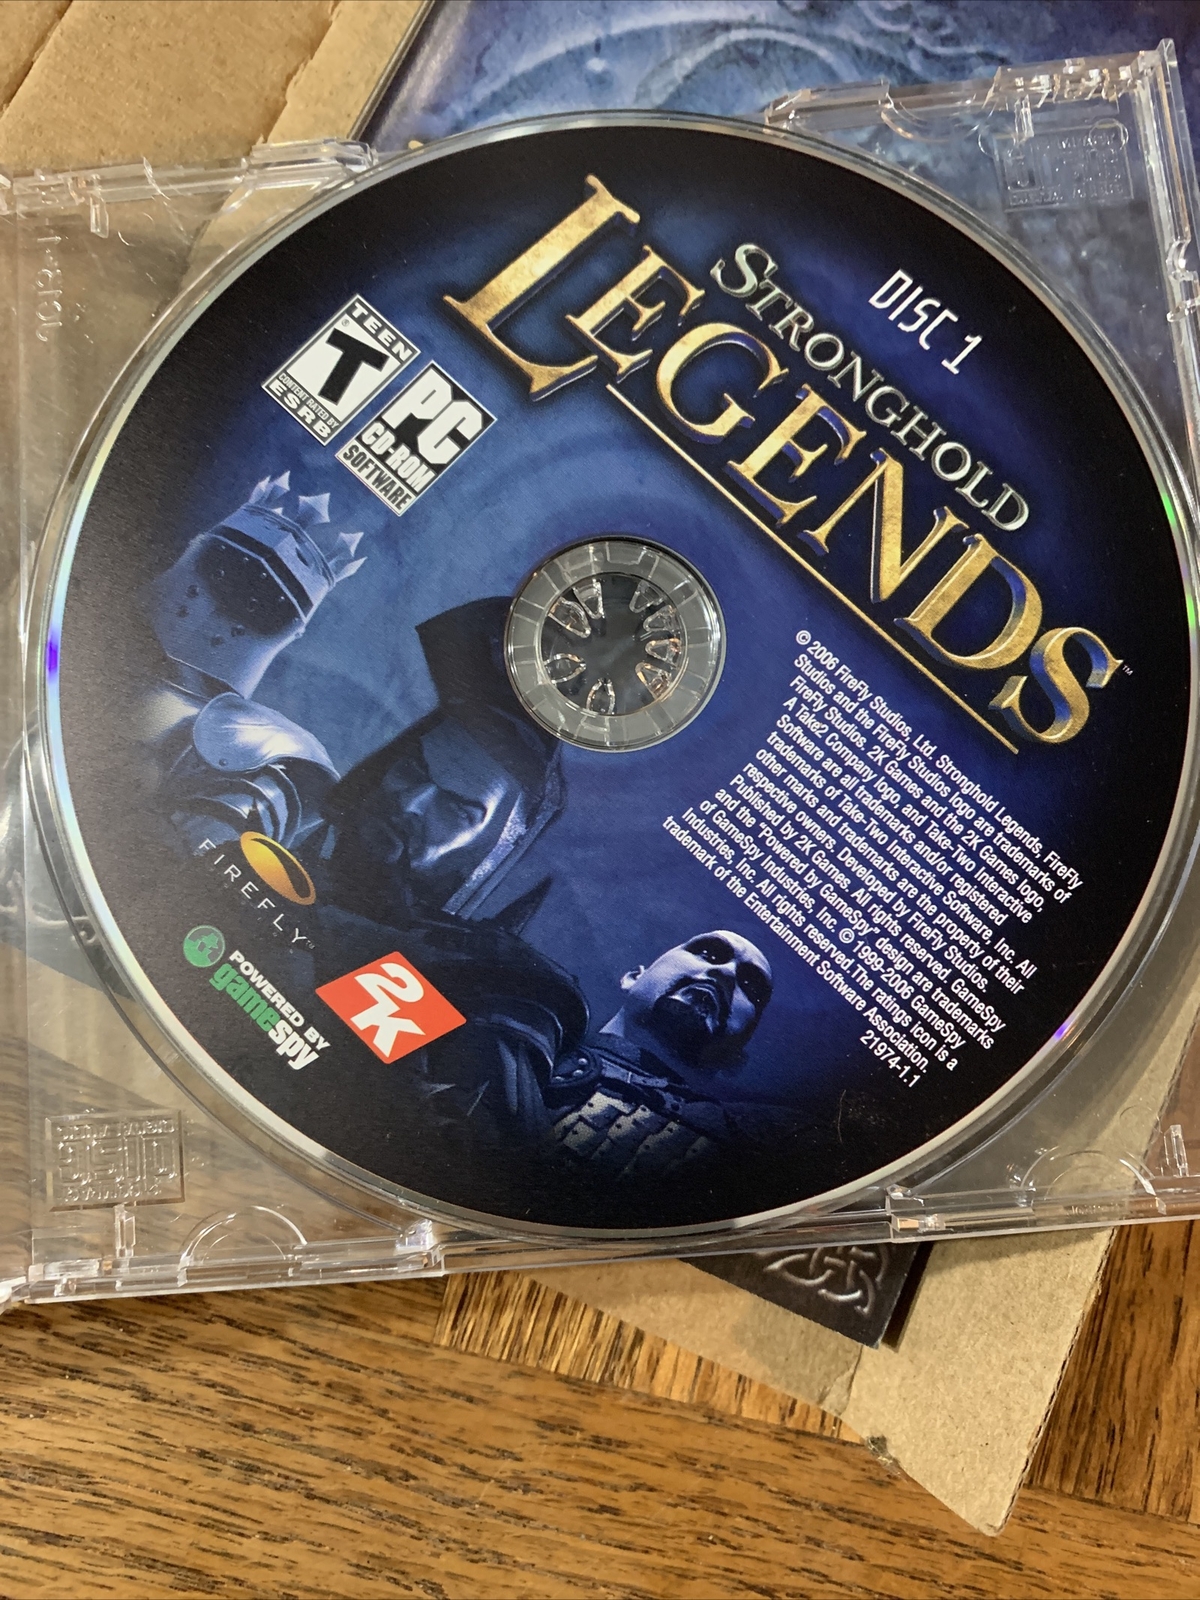 DISC 1
STRONGHOLD
LEGENDS™
TEEN
T
®
CONTENT RATED BY
ESRB
PC
CD-ROM
SOFTWARE
© 2006 FireFly Studios, Ltd. Stronghold Legends, FireFly
Studios and the FireFly Studios logo are trademarks of
FireFly Studios. 2K Games and the 2K Games logo,
A Take2 Company logo, and Take-Two Interactive
Software are all trademarks and/or registered
trademarks of Take-Two Interactive Software, Inc. All
other marks and trademarks are the property of their
respective owners. Developed by FireFly Studios.
Published by 2K Games. All rights reserved. GameSpy
and the "Powered by GameSpy" design are trademarks
of GameSpy Industries, Inc. © 1999-2006 GameSpy
Industries, Inc. All rights reserved.The ratings icon is a
trademark of the Entertainment Software Association.
21974-1.1
FIREFLY™
POWERED BY
gamespy
2K